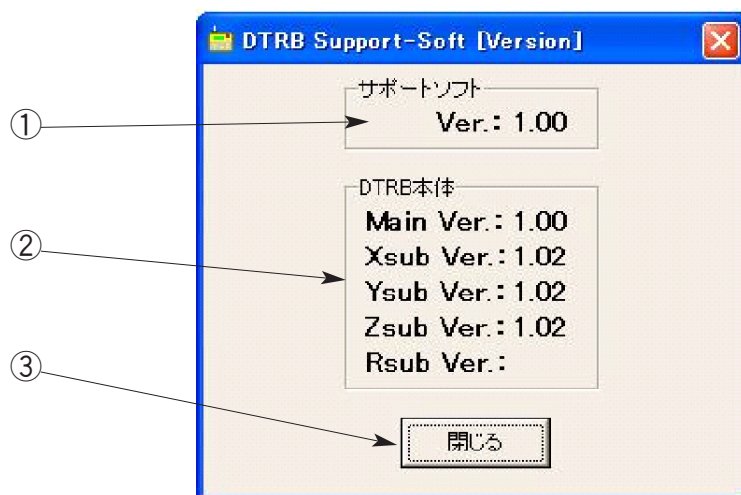 DTRB Support-Soft [Version]
サポートソフト
① Ver.: 1.00
DTRB本体
Main Ver.: 1.00
② Xsub Ver.: 1.02
Ysub Ver.: 1.02
Zsub Ver.: 1.02
③ Rsub Ver.:
閉じる